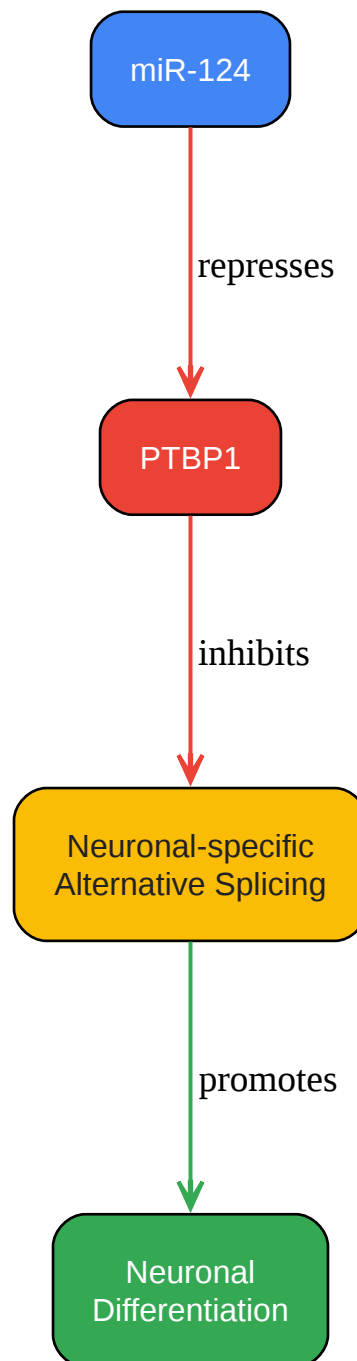 miR-124
represses
PTBP1
inhibits
Neuronal-specific
Alternative Splicing
promotes
Neuronal
Differentiation